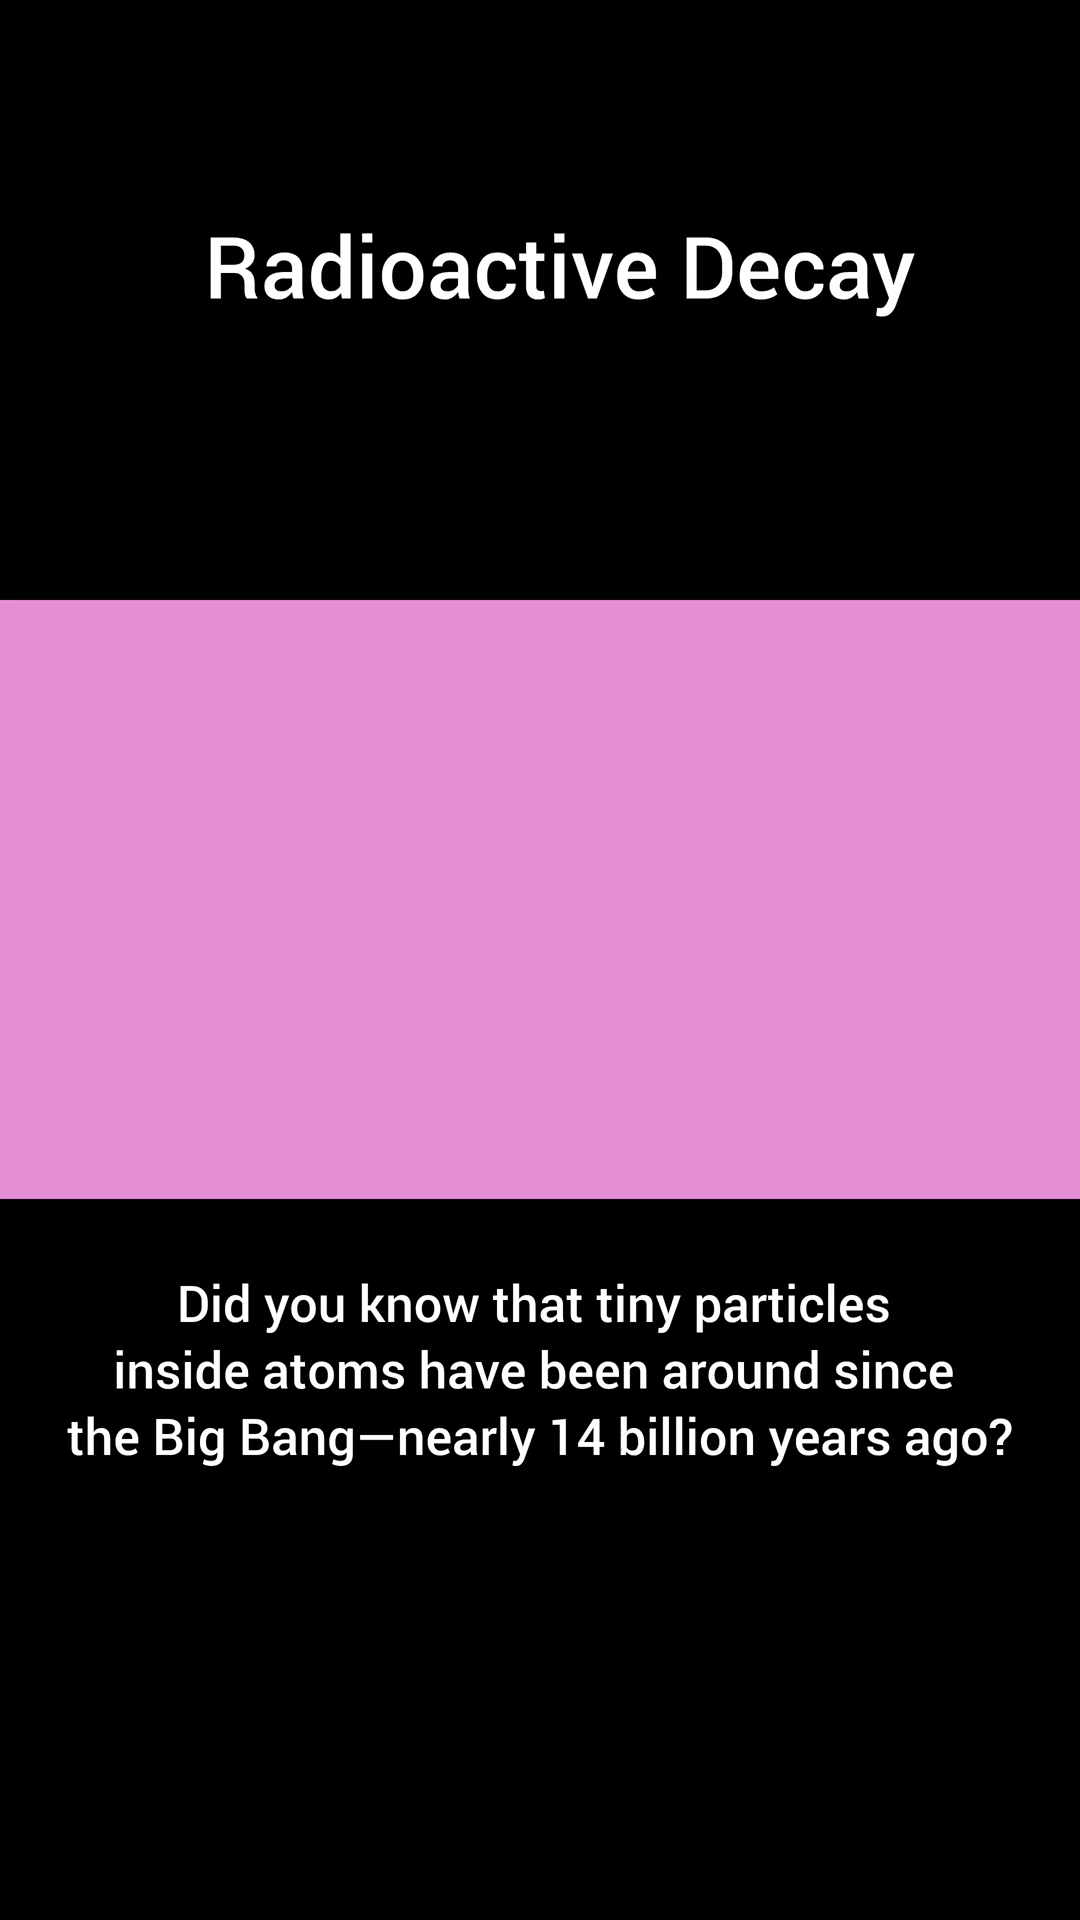 Radioactive Decay
Did you know that tiny particles
inside atoms have been around since
the Big Bang—nearly 14 billion years ago?